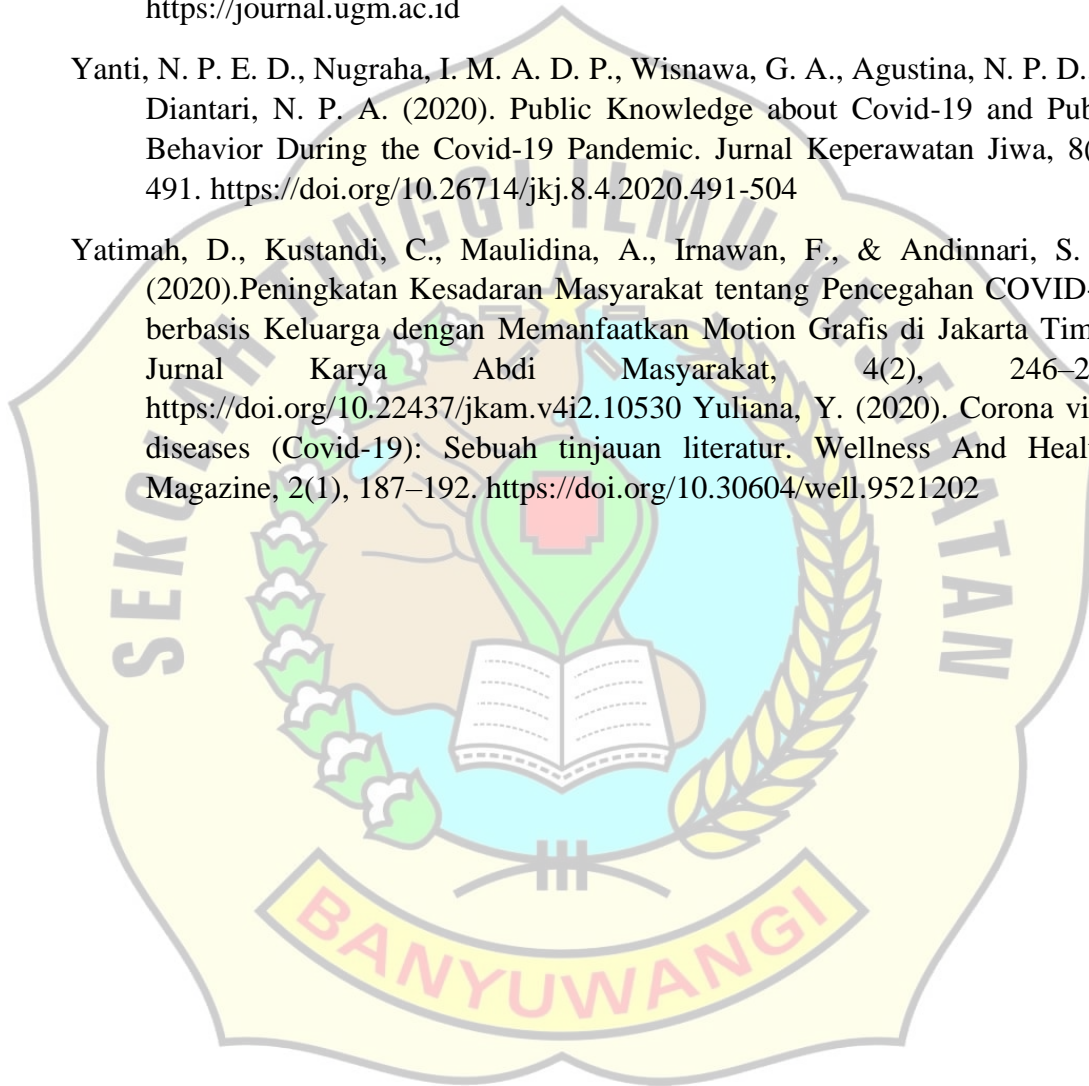 https://journal.ugm.ac.id
Yanti, N. P. E. D., Nugraha, I. M. A. D. P., Wisnawa, G. A., Agustina, N. P. D.
Diantari, N. P. A. (2020). Public Knowledge about Covid-19 and Pub
Behavior During the Covid-19 Pandemic. Jurnal Keperawatan Jiwa, 8(
491. https://doi.org/10.26714/jkj.8.4.2020.491-504
Yatimah, D., Kustandi, C., Maulidina, A., Irnawan, F., & Andinnari, S.
(2020).Peningkatan Kesadaran Masyarakat tentang Pencegahan COVID-
berbasis Keluarga dengan Memanfaatkan Motion Grafis di Jakarta Tim
Jurnal Karya Abdi Masyarakat, 4(2), 246–2
https://doi.org/10.22437/jkam.v4i2.10530 Yuliana, Y. (2020). Corona vi
diseases (Covid-19): Sebuah tinjauan literatur. Wellness And Heal
Magazine, 2(1), 187–192. https://doi.org/10.30604/well.9521202
SEKOLAH TINGGI ILMU KESEHATAN
BANYUWANGI